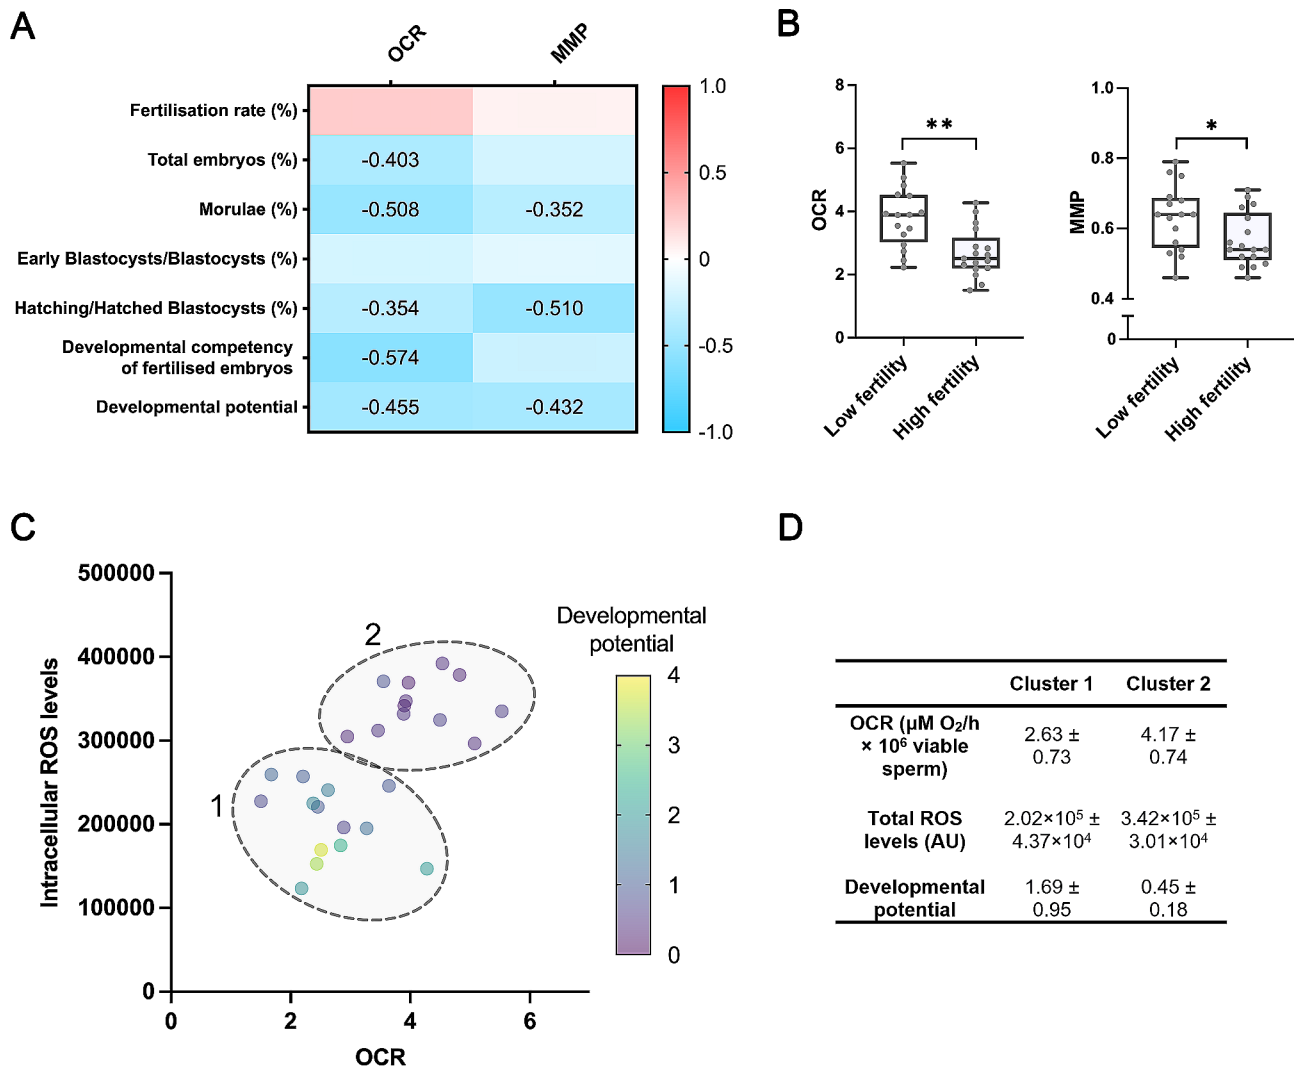 A
OCR
MMP
Fertilisation rate (%)
Total embryos (%)
-0.403
Morulae (%)
-0.508
-0.352
Early Blastocysts/Blastocysts (%)
Hatching/Hatched Blastocysts (%)
-0.354
-0.510
Developmental competency
of fertilised embryos
-0.574
Developmental potential
-0.455
-0.432
1.0
0.5
0
-0.5
-1.0
B
OCR
8
6
4
2
0
**
Low fertility
High fertility
MMP
1.0
0.8
0.6
0.4
0
*
Low fertility
High fertility
C
Intracellular ROS levels
500000
400000
300000
200000
100000
0
0
2
4
6
OCR
1
2
Developmental
potential
4
3
2
1
0
D
Cluster 1
Cluster 2
OCR (µM O₂/h
× 10⁶ viable
sperm)
2.63 ±
0.73
4.17 ±
0.74
Total ROS
levels (AU)
2.02×10⁵ ±
4.37×10⁴
3.42×10⁵ ±
3.01×10⁴
Developmental
potential
1.69 ±
0.95
0.45 ±
0.18